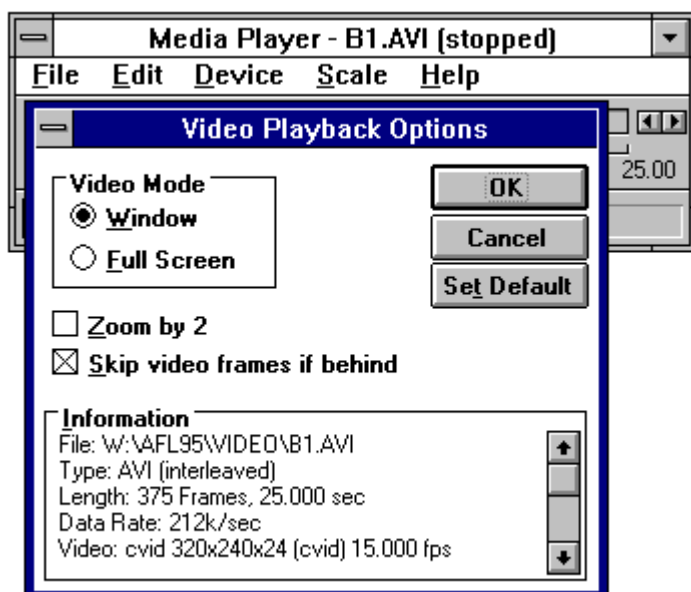 Media Player - B1.AVI (stopped)
File Edit Device Scale Help
25.00
Video Playback Options
Video Mode
Window
Full Screen
OK
Cancel
Set Default
Zoom by 2
Skip video frames if behind
Information
File: W:\AFL95\VIDEO\B1.AVI
Type: AVI (interleaved)
Length: 375 Frames, 25.000 sec
Data Rate: 212k/sec
Video: cvid 320x240x24 (cvid) 15.000 fps